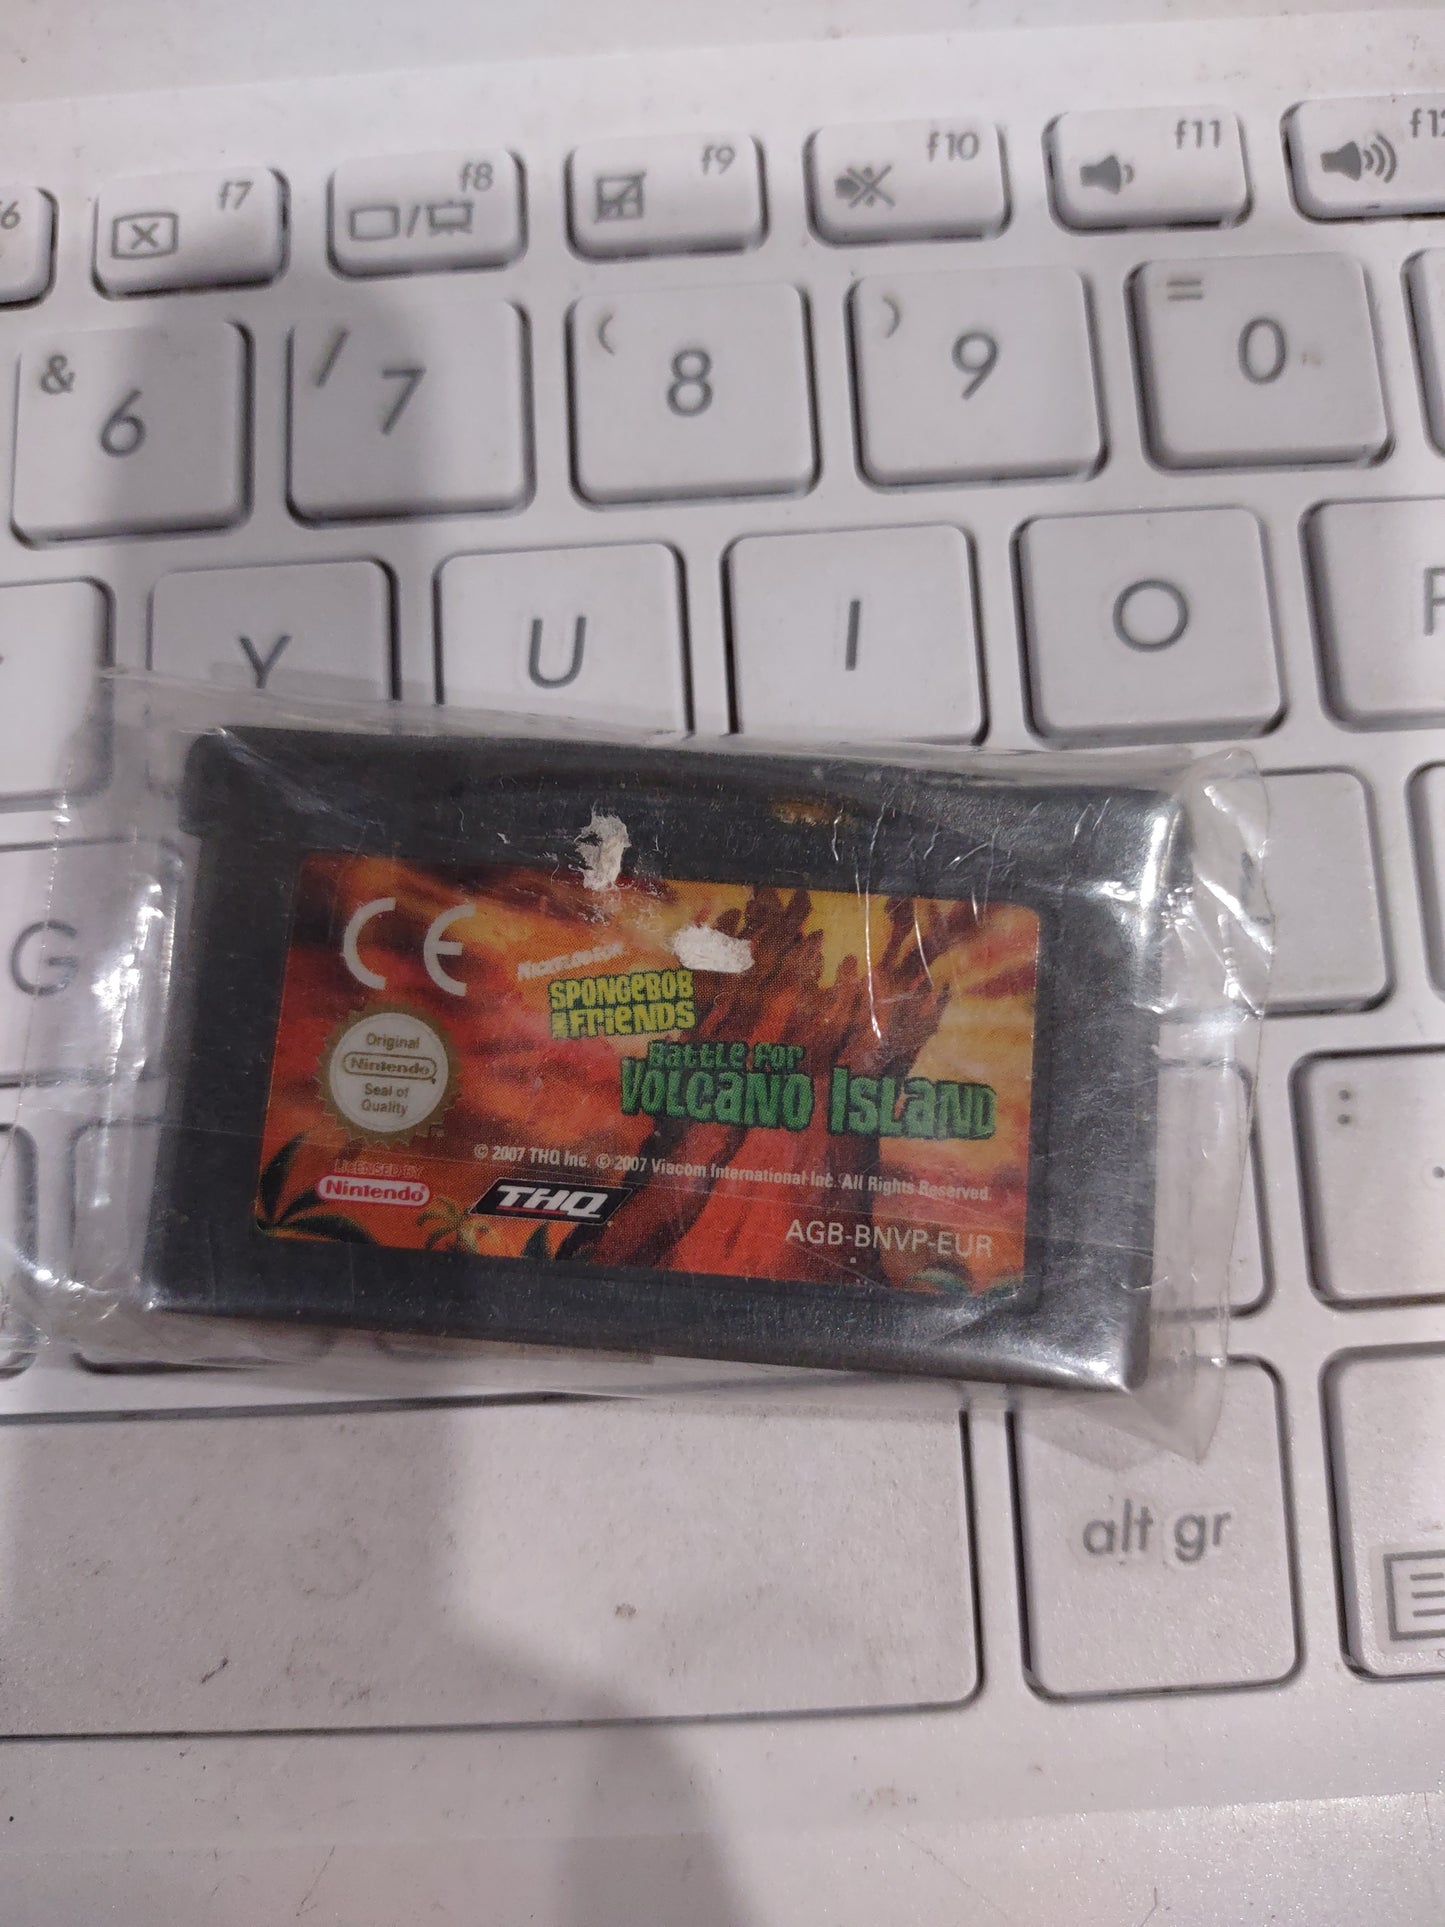 f7
f8
f9
f10
f11
&
6
/
7
(
8
)
9
=
0
Y
U
I
O
G
CE
NICKELODEON
SPONGEBOB
AND FRIENDS
BATTLE FOR
VOLCANO ISLAND
Original
Nintendo
Seal of
Quality
© 2007 THQ Inc. © 2007 Viacom International Inc. All Rights Reserved.
LICENSED BY
Nintendo
THQ
AGB-BNVP-EUR
alt gr